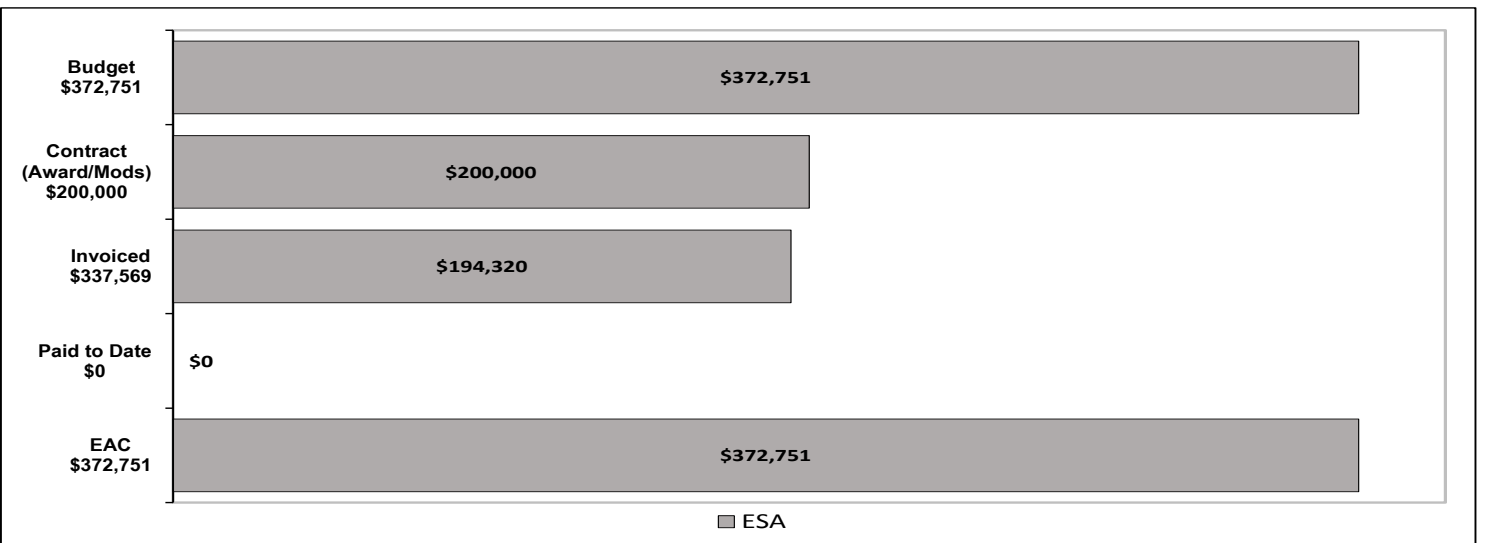 Budget
$372,751
$372,751
Contract
(Award/Mods)
$200,000
$200,000
Invoiced
$337,569
$194,320
Paid to Date
$0
$0
EAC
$372,751
$372,751
ESA